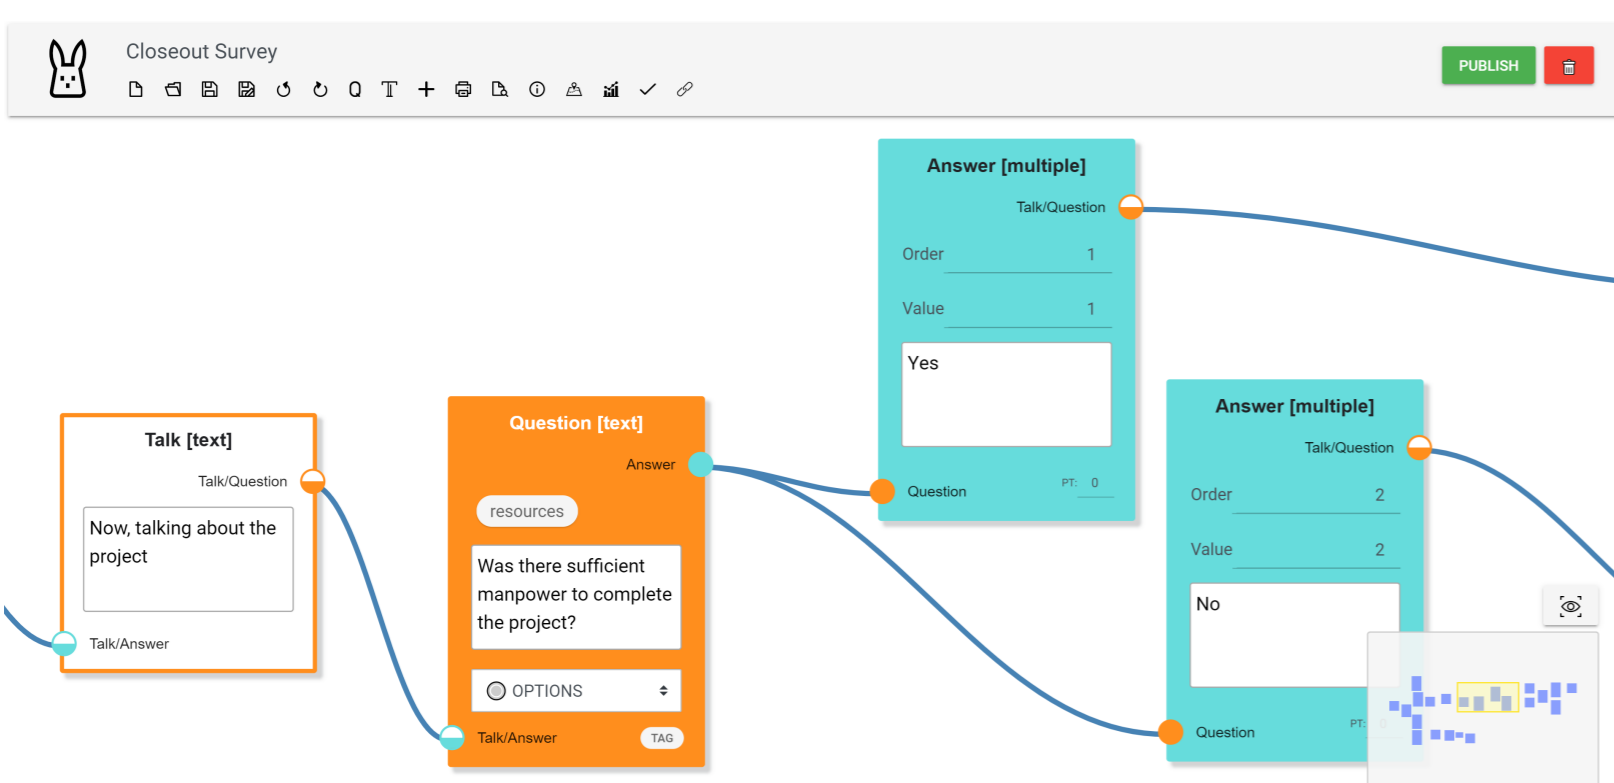 Closeout Survey
Q T
PUBLISH
Answer [multiple]
Talk/Question
Order 1
Value 1
Yes
Question PT: 0
Answer [multiple]
Talk/Question
Order 2
Value 2
No
Question PT: 0
Talk [text]
Talk/Question
Now, talking about the
project
Talk/Answer
Question [text]
Answer
resources
Was there sufficient
manpower to complete
the project?
OPTIONS
Talk/Answer TAG